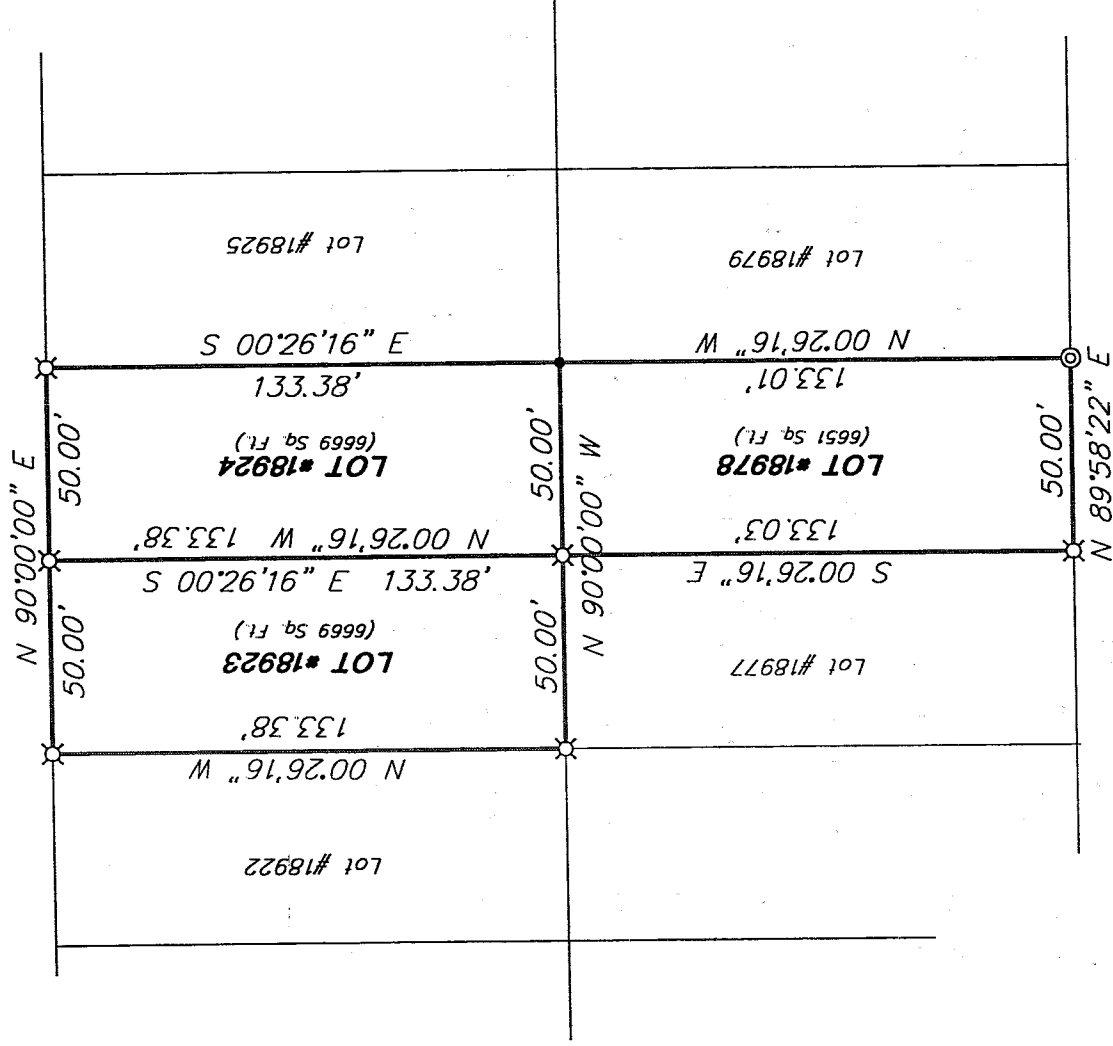 Lot #18925
Lot #18979
S 00°26'16" E
133.38'
N 00°26'16" W
133.01'
N 90°00'00" E
50.00'
LOT #18924
(6669 Sq. Ft.)
50.00'
LOT #18978
(6651 Sq. Ft.)
50.00'
N 89°58'22" E
N 00°26'16" W 133.38'
S 00°26'16" E 133.38'
N 90°00'00" W
133.03'
S 00°26'16" E
50.00'
LOT #18923
(6669 Sq. Ft.)
50.00'
Lot #18977
133.38'
N 00°26'16" W
Lot #18922